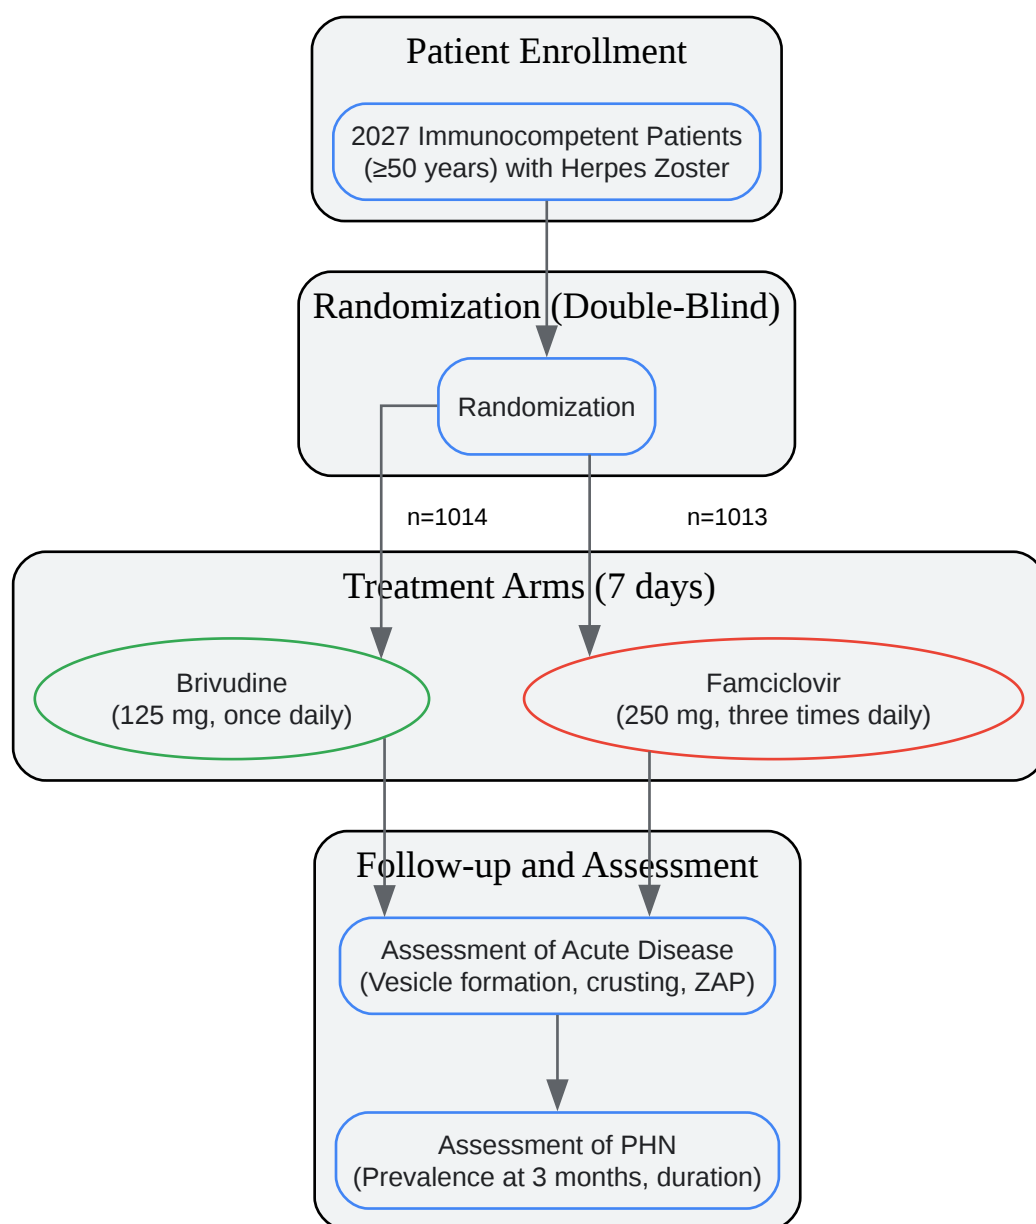 Patient Enrollment
2027 Immunocompetent Patients
(≥50 years) with Herpes Zoster
Randomization (Double-Blind)
Randomization
n=1014
n=1013
Treatment Arms (7 days)
Brivudine
(125 mg, once daily)
Famciclovir
(250 mg, three times daily)
Follow-up and Assessment
Assessment of Acute Disease
(Vesicle formation, crusting, ZAP)
Assessment of PHN
(Prevalence at 3 months, duration)